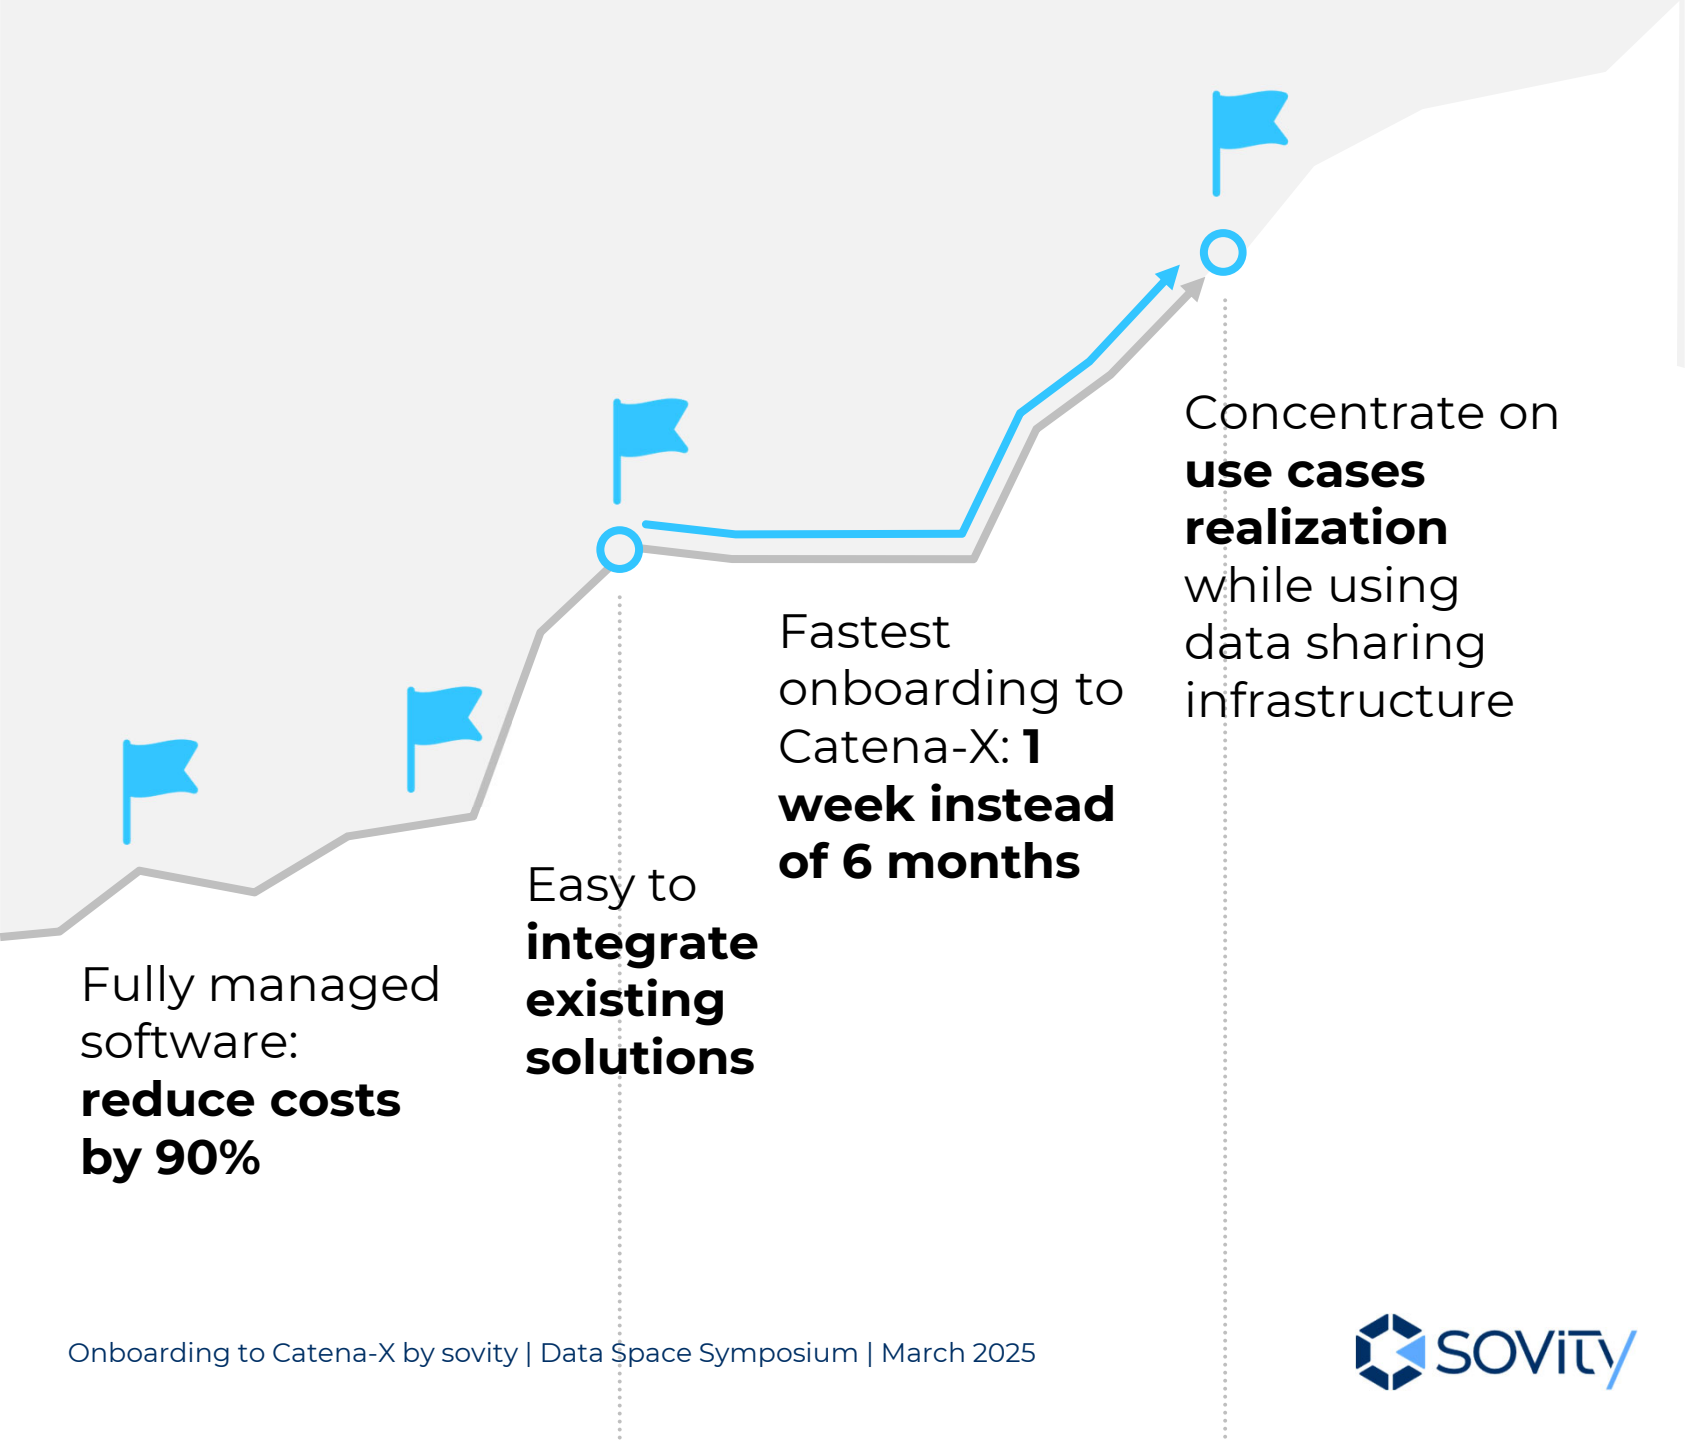 Concentrate on
use cases
realization
while using
data sharing
infrastructure
Fastest
onboarding to
Catena-X: 1
week instead
of 6 months
Easy to
integrate
existing
solutions
Fully managed
software:
reduce costs
by 90%
Onboarding to Catena-X by sovity | Data Space Symposium | March 2025
sovity